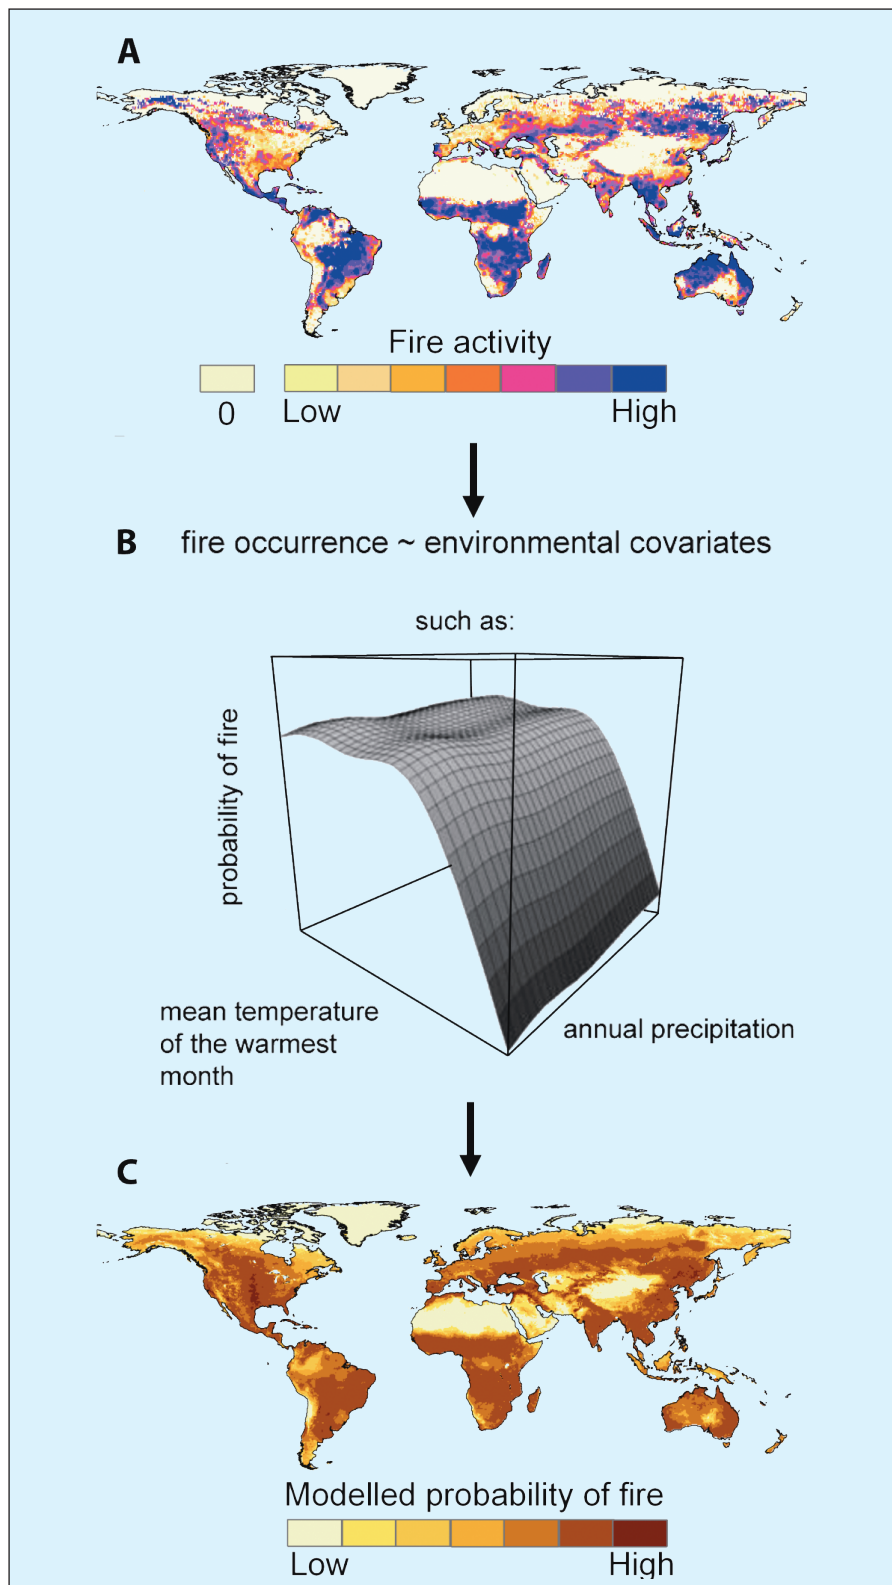 A
Fire activity
0
Low
High
B
fire occurrence ~ environmental covariates
such as:
probability of fire
mean temperature
of the warmest
month
annual precipitation
C
Modelled probability of fire
Low
High